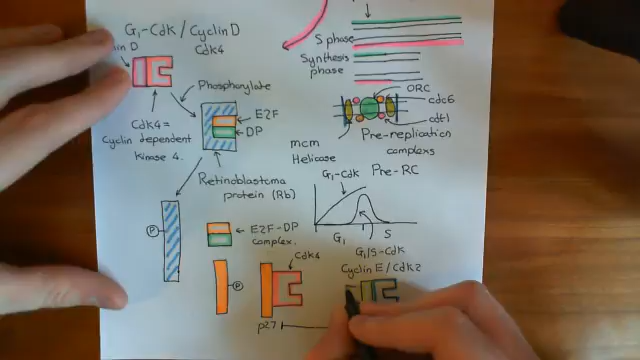 G₁-Cdk / Cyclin D
Cdk4
in D
Phosphorylate
E2F
DP
Cdk4 =
Cyclin dependent
kinase 4.
Retinoblastoma
protein (Rb)
P
E2F-DP
complex.
P
Cdk4
p27
S phase
Synthesis
phase
ORC
cdc6
cdt1
mcm
Helicase
Pre-replication
complexs
Pre-RC
G₁-Cdk
G₁
S
G₁/S-Cdk
Cyclin E/Cdk2